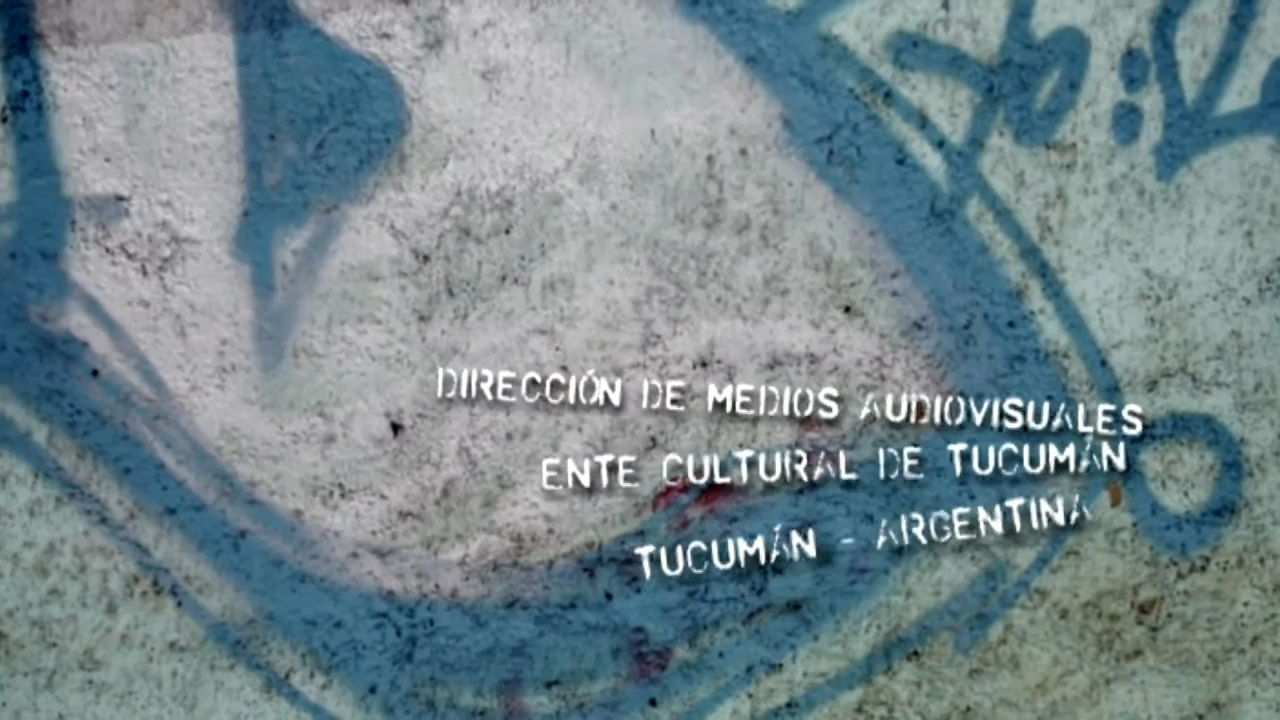 DIRECCIÓN DE MEDIOS AUDIOVISUALES
ENTE CULTURAL DE TUCUMÁN
TUCUMÁN - ARGENTINA